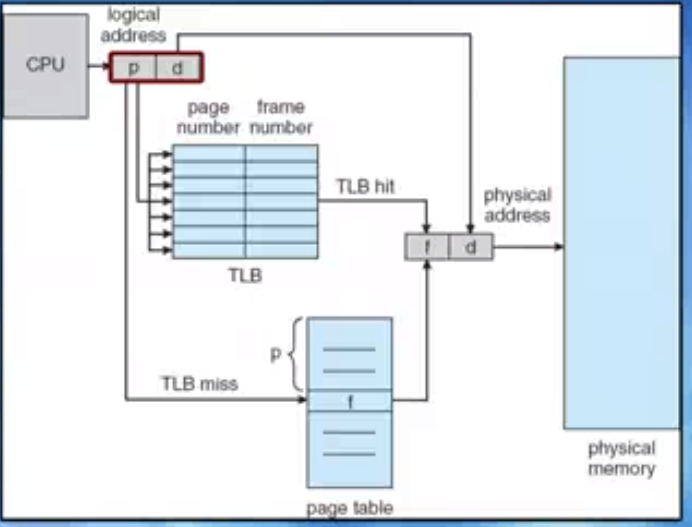 logical
address
CPU
p
d
page
number
frame
number
TLB hit
physical
address
f
d
TLB
p
TLB miss
f
physical
memory
page table